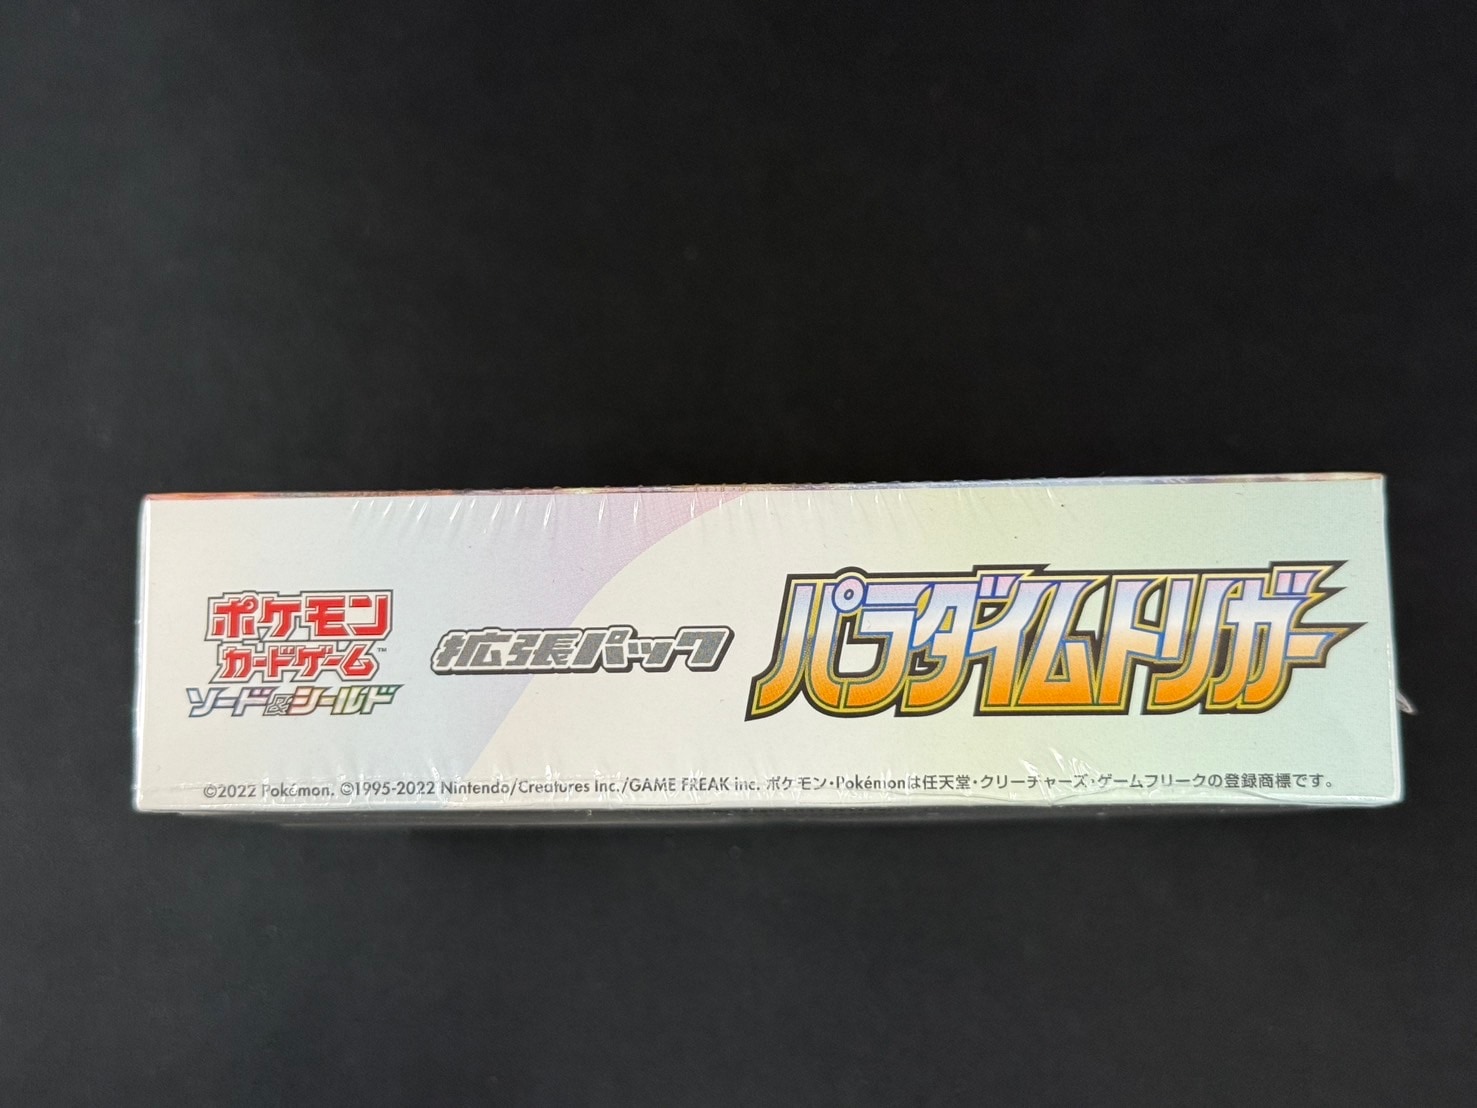 ポケモン
カードゲーム™
ソード&シールド
拡張パック
パラダイムトリガー
©2022 Pokémon. ©1995-2022 Nintendo/Creatures Inc./GAME FREAK inc. ポケモン・Pokémonは任天堂・クリーチャーズ・ゲームフリークの登録商標です。